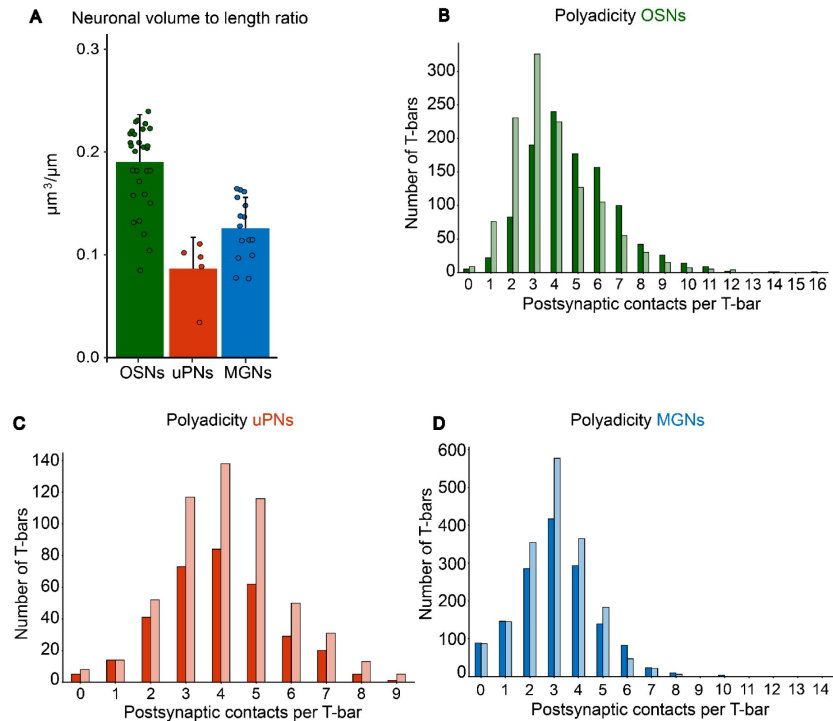 A
Neuronal volume to length ratio
0.3
0.2
0.1
0.0
µm³/µm
OSNs uPNs MGNs
B
Polyadicity OSNs
300
250
200
150
100
50
0
Number of T-bars
0 1 2 3 4 5 6 7 8 9 10 11 12 13 14 15 16
Postsynaptic contacts per T-bar
C
Polyadicity uPNs
140
120
100
80
60
40
20
0
Number of T-bars
0 1 2 3 4 5 6 7 8 9
Postsynaptic contacts per T-bar
D
Polyadicity MGNs
600
500
400
300
200
100
0
Number of T-bars
0 1 2 3 4 5 6 7 8 9 10 11 12 13 14
Postsynaptic contacts per T-bar